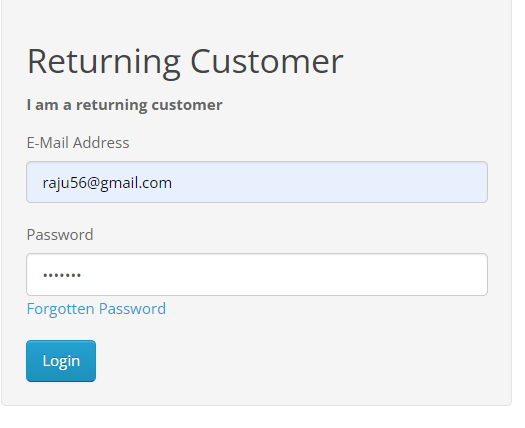 Returning Customer
I am a returning customer
E-Mail Address
raju56@gmail.com
Password
•••••••
Forgotten Password
Login